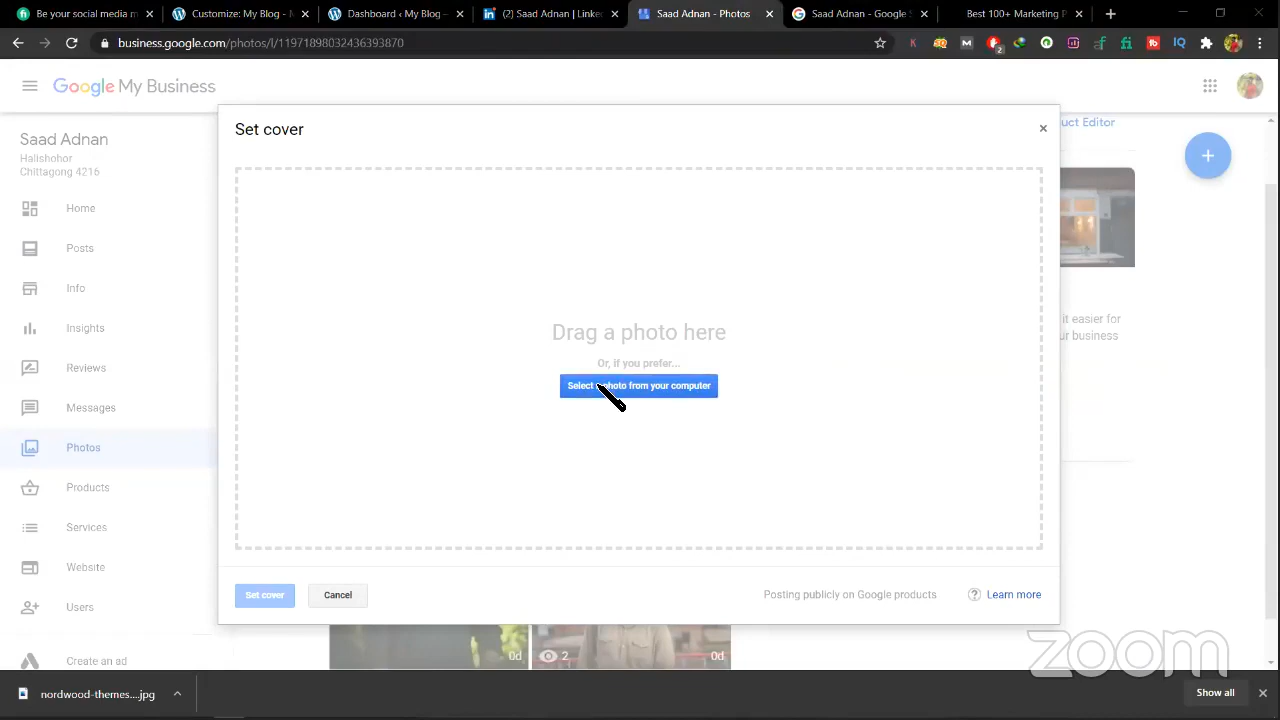 Be your social media m
Customize: My Blog - M
Dashboard ‹ My Blog –
(2) Saad Adnan | Linke
Saad Adnan - Photos
Saad Adnan - Google S
Best 100+ Marketing P
business.google.com/photos/l/11971898032436393870
Google My Business
Saad Adnan
Halishohor
Chittagong 4216
Home
Posts
Info
Insights
Reviews
Messages
Photos
Products
Services
Website
Users
Create an ad
Set cover
Drag a photo here
Or, if you prefer...
Select a photo from your computer
Set cover
Cancel
Posting publicly on Google products
Learn more
uct Editor
it easier for
ur business
0d
2
0d
zoom
nordwood-themes....jpg
Show all